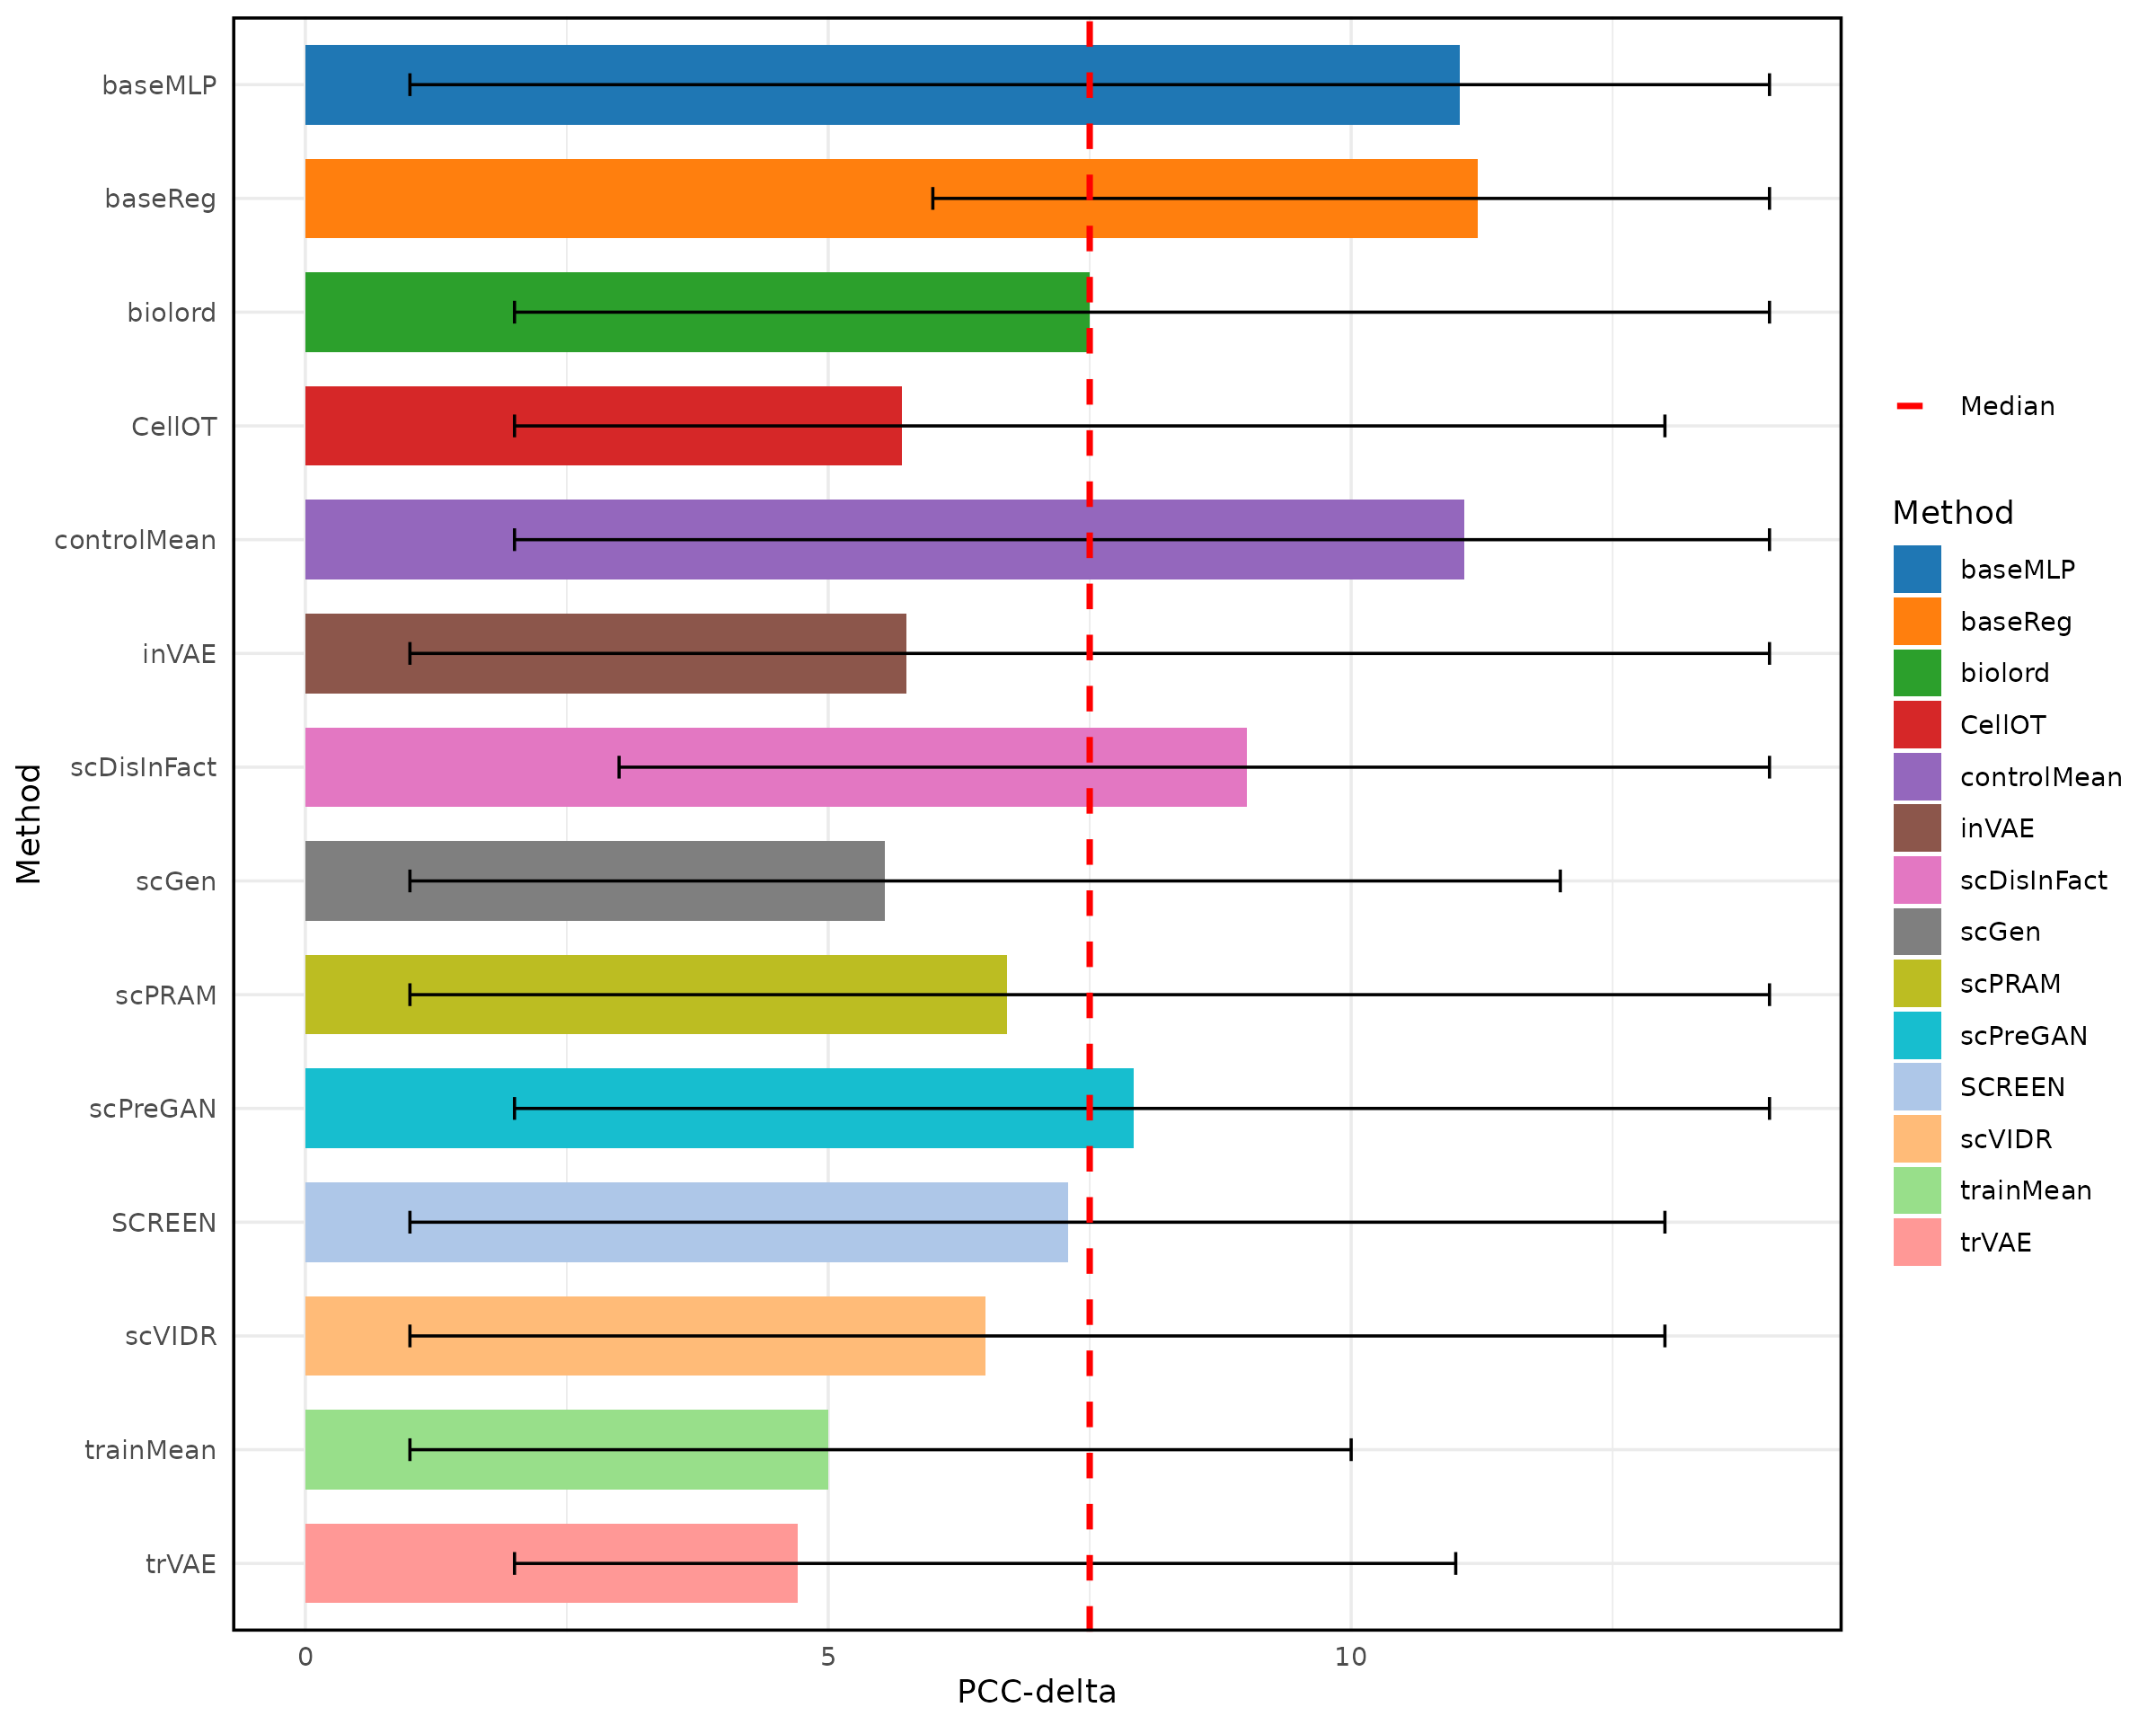 baseMLP
baseReg
biolord
CellOT
controlMean
inVAE
scDisInFact
scGen
scPRAM
scPreGAN
SCREEN
scVIDR
trainMean
trVAE
Method
0 5 10
PCC-delta
Median
Method
baseMLP
baseReg
biolord
CellOT
controlMean
inVAE
scDisInFact
scGen
scPRAM
scPreGAN
SCREEN
scVIDR
trainMean
trVAE